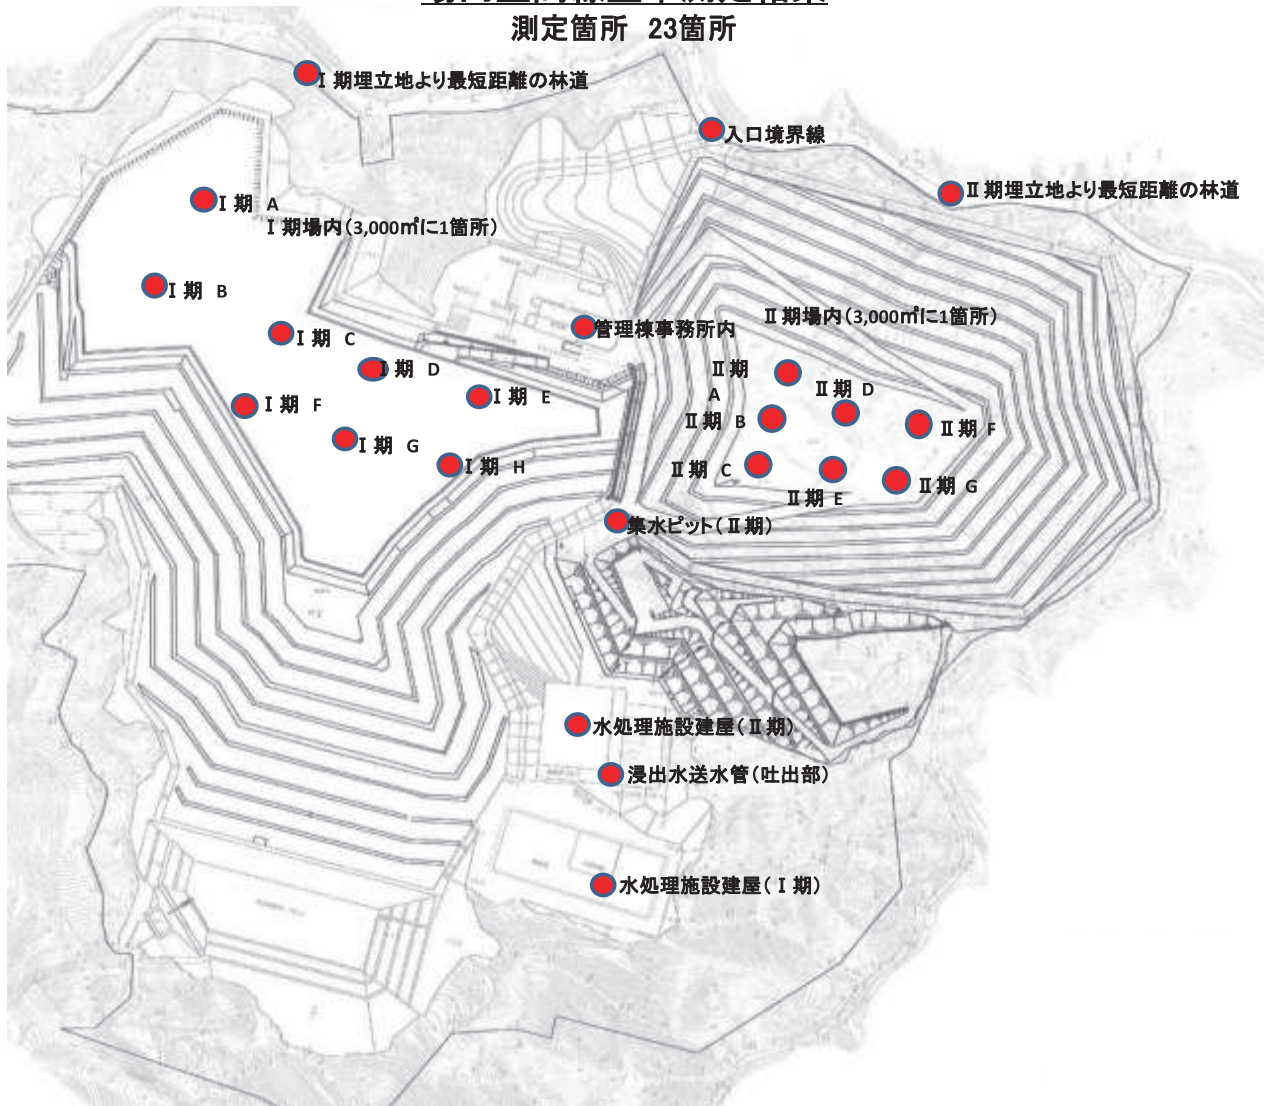 測定箇所 23箇所
Ⅰ期埋立地より最短距離の林道
入口境界線
Ⅱ期埋立地より最短距離の林道
Ⅰ期 A
Ⅰ期場内(3,000㎡に1箇所)
Ⅰ期 B
Ⅱ期場内(3,000㎡に1箇所)
管理棟事務所内
Ⅰ期 C
Ⅰ期 D
Ⅱ期
A
Ⅱ期 D
Ⅰ期 E
Ⅰ期 F
Ⅱ期 B
Ⅱ期 F
Ⅰ期 G
Ⅰ期 H
Ⅱ期 C
Ⅱ期 E
Ⅱ期 G
集水ピット(Ⅱ期)
水処理施設建屋(Ⅱ期)
浸出水送水管(吐出部)
水処理施設建屋(Ⅰ期)